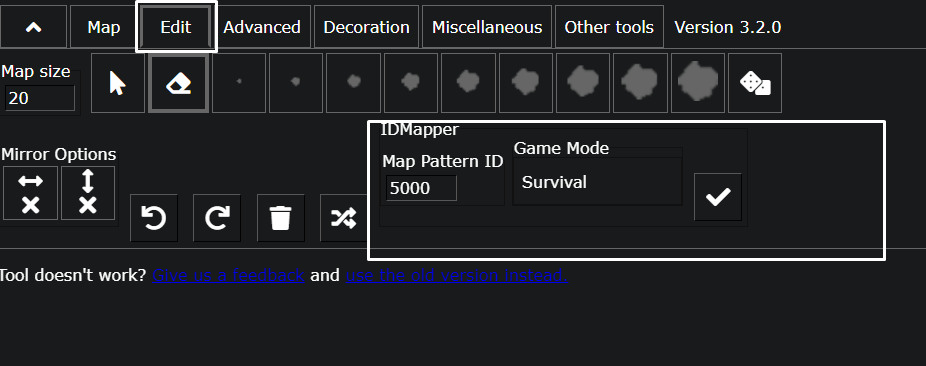 Map Edit Advanced Decoration Miscellaneous Other tools Version 3.2.0
Map size
20
IDMapper
Mirror Options
Map Pattern ID
5000
Game Mode
Survival
Tool doesn't work? Give us a feedback and use the old version instead.